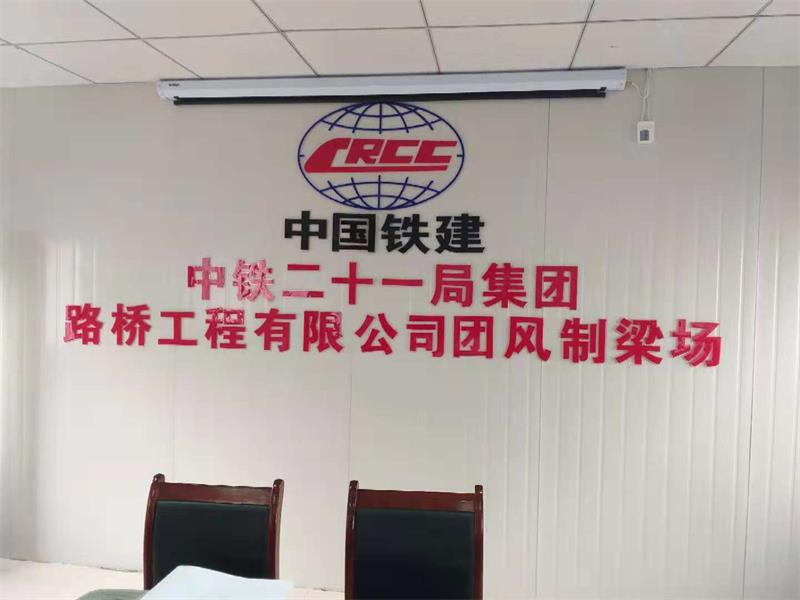 CRCC
中国铁建
中铁二十一局集团
路桥工程有限公司团风制梁场